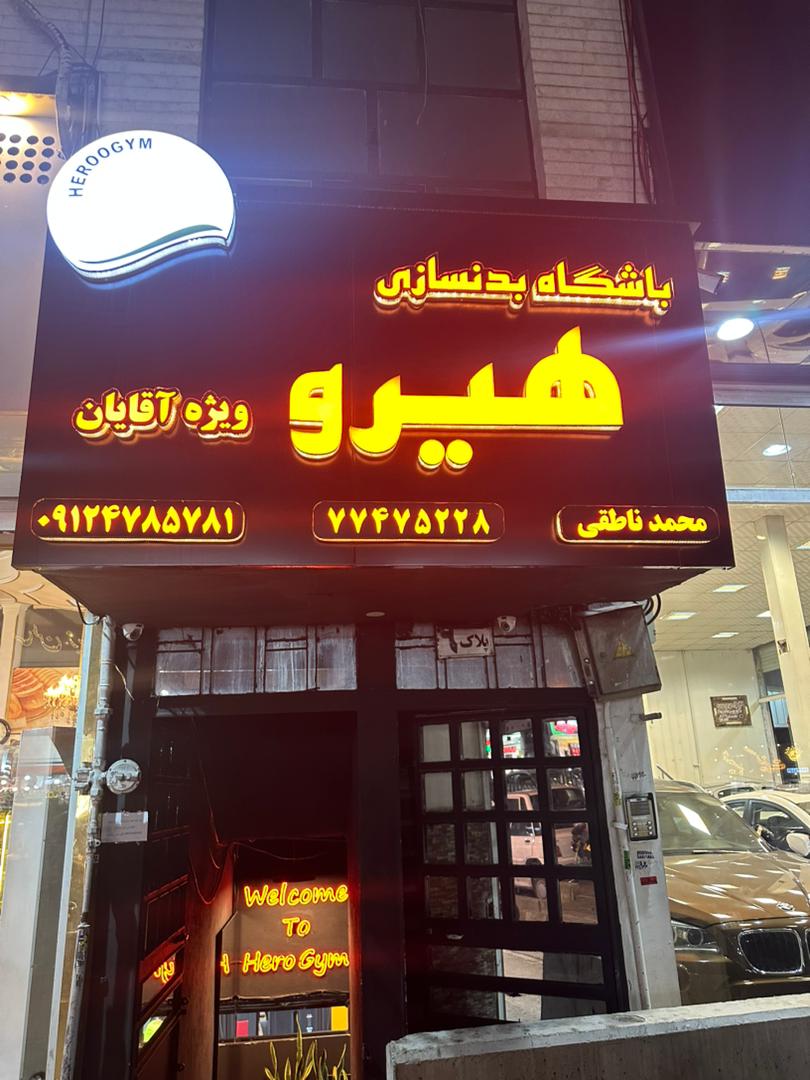 HEROOGYM
باشگاه بدنسازی
هیرو
ویژه آقایان
محمد ناطقی
۷۷۴۷۵۲۲۸
۰۹۱۲۴۷۸۵۷۸۱
پلاک
Welcome
To
Hero Gym